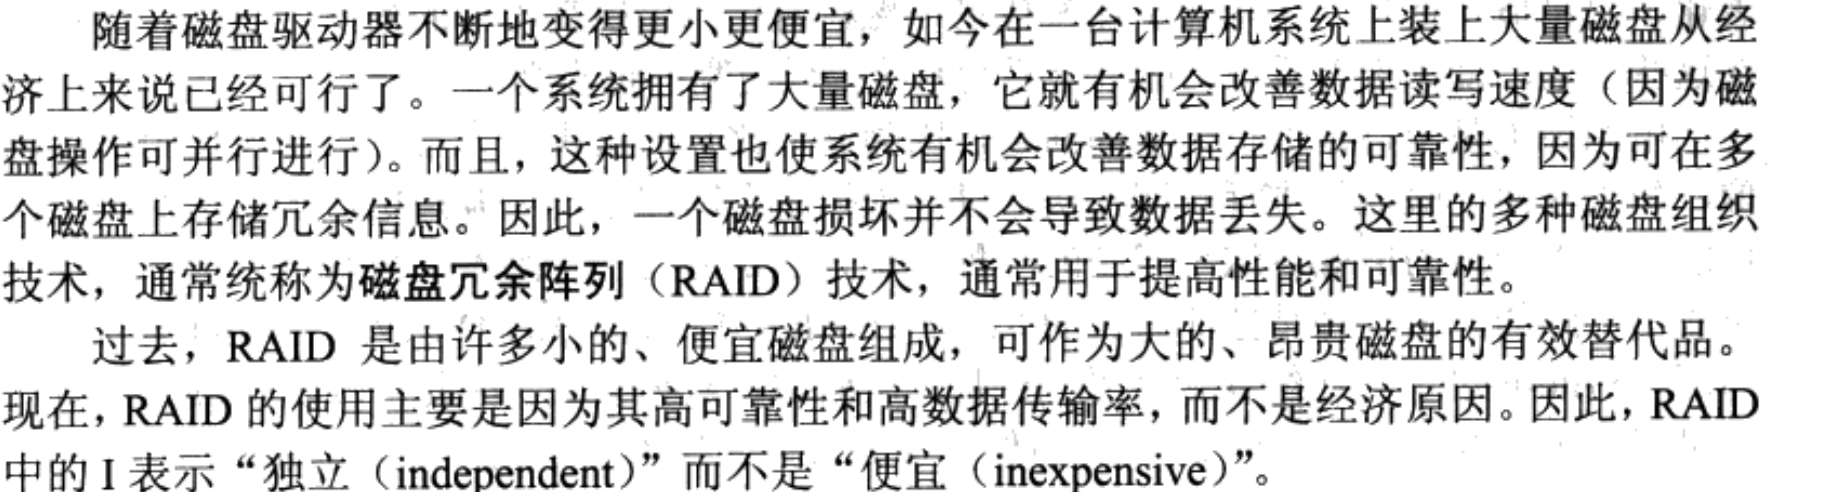 随着磁盘驱动器不断地变得更小更便宜，如今在一台计算机系统上装上大量磁盘从经
济上来说已经可行了。一个系统拥有了大量磁盘，它就有机会改善数据读写速度（因为磁
盘操作可并行进行）。而且，这种设置也使系统有机会改善数据存储的可靠性，因为可在多
个磁盘上存储冗余信息。因此，一个磁盘损坏并不会导致数据丢失。这里的多种磁盘组织
技术，通常统称为磁盘冗余阵列（RAID）技术，通常用于提高性能和可靠性。
过去，RAID 是由许多小的、便宜磁盘组成，可作为大的、昂贵磁盘的有效替代品。
现在，RAID 的使用主要是因为其高可靠性和高数据传输率，而不是经济原因。因此，RAID
中的 I 表示“独立（independent）”而不是“便宜（inexpensive）”。